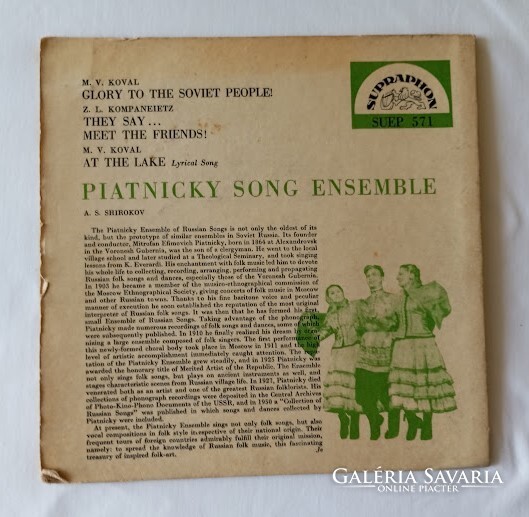 M. V. KOVAL
GLORY TO THE SOVIET PEOPLE!
Z. L. KOMPANEIETZ
THEY SAY...
MEET THE FRIENDS!
M. V. KOVAL
AT THE LAKE Lyrical Song
SUPRAPHON
SUEP 571
PIATNICKY SONG ENSEMBLE
A. S. SHIROKOV
The Piatnicky Ensemble of Russian Songs is not only the oldest of its
kind, but the prototype of similar ensembles in Soviet Russia. Its founder
and conductor, Mitrofan Efimovich Piatnicky, born in 1864 at Alexandrovsk
in the Voronezh Gubernia, was the son of a clergyman. He went to the local
village school and later studied at a Theological Seminary, and took singing
lessons from K. Everardi. His enchantment with folk music led him to devote
his whole life to collecting, recording, arranging, performing and propagating
Russian folk songs and dances, especially those of the Voronezh Gubernia.
In 1903 he became a member of the musico-ethnographical commission of
the Moscow Ethnographical Society, giving concerts of folk music in Moscow
and other Russian towns. Thanks to his fine baritone voice and peculiar
manner of execution he soon established the reputation of the most original
interpreter of Russian folk songs. It was then that he has formed his first
small Ensemble of Russian Songs. Taking advantage of the phonograph,
Piatnicky made numerous recordings of folk songs and dances, some of which
were subsequently published. In 1910 he finally realized his dream by
ising a large ensemble composed of folk singers. The first performance of
this newly-formed choral body took place in Moscow in 1911 and the high
level of artistic accomplishment immediately caught attention. The
tation of the Piatnicky Ensemble grew steadily, and in 1925 Piatnicky was
awarded the honorary title of Merited Artist of the Republic. The Ensemble
not only sings folk songs, but plays on ancient instruments as well, and
stages characteristic scenes from Russian village life. In 1927, Piatnicky died
venerated both as an artist and one of the greatest Russian folklorists. His
collections of phonograph recordings were deposited in the Central Archives
of Photo-Kino-Phono Documents of the USSR, and in 1950 a "Collection of
Russian Songs" was published in which songs and dances collected by
Piatnicky were included.
At present, the Piatnicky Ensemble sings not only folk songs, but also
vocal compositions in folk style irrespective of their national origin. Their
frequent tours of foreign countries admirably fulfill their original mission,
namely: to spread the knowledge of Russian folk music, this fascinating
treasury of inspired folk-art.
GALÉRIA SAVARIA
ONLINE PIACTÉR